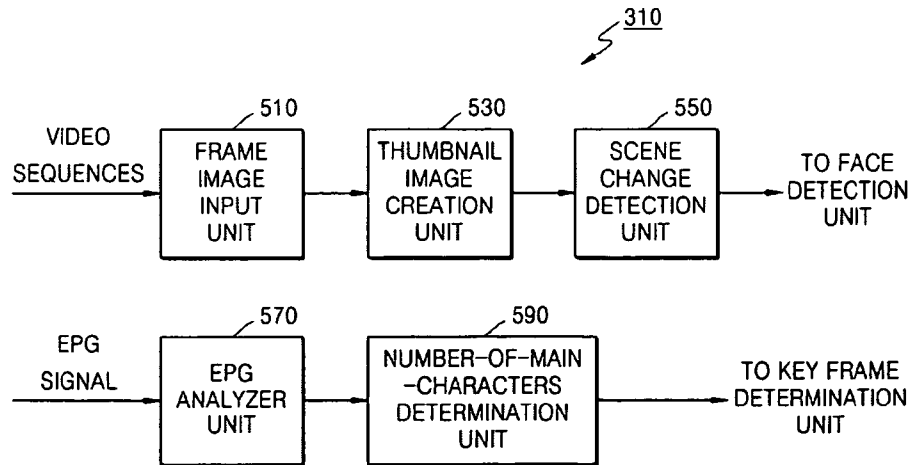 310
510
530
550
VIDEO
SEQUENCES
FRAME
IMAGE
INPUT
UNIT
THUMBNAIL
IMAGE
CREATION
UNIT
SCENE
CHANGE
DETECTION
UNIT
TO FACE
DETECTION
UNIT
570
590
EPG
SIGNAL
EPG
ANALYZER
UNIT
NUMBER-OF-MAIN
-CHARACTERS
DETERMINATION
UNIT
TO KEY FRAME
DETERMINATION
UNIT